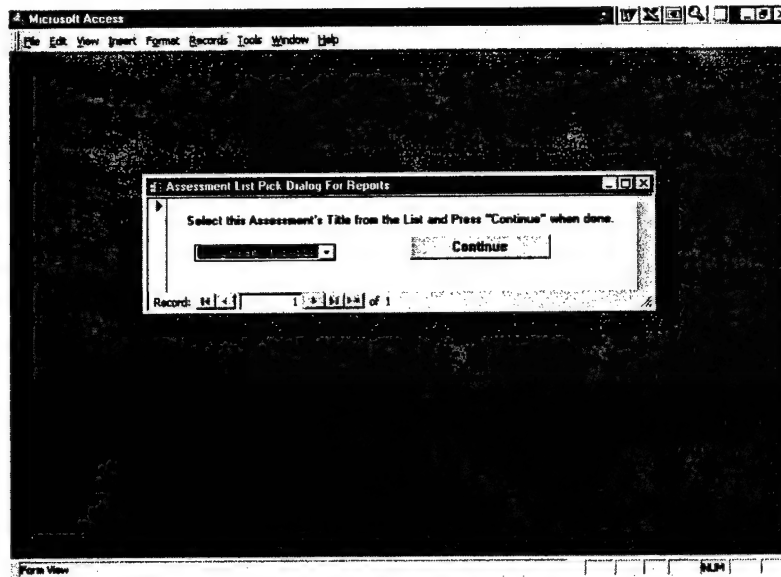 Microsoft Access
File Edit View Insert Format Records Tools Window Help
Assessment List Pick Dialog For Reports
Select this Assessment's Title from the List and Press "Continue" when done.
Continue
Record: 1 of 1
Form View NUM